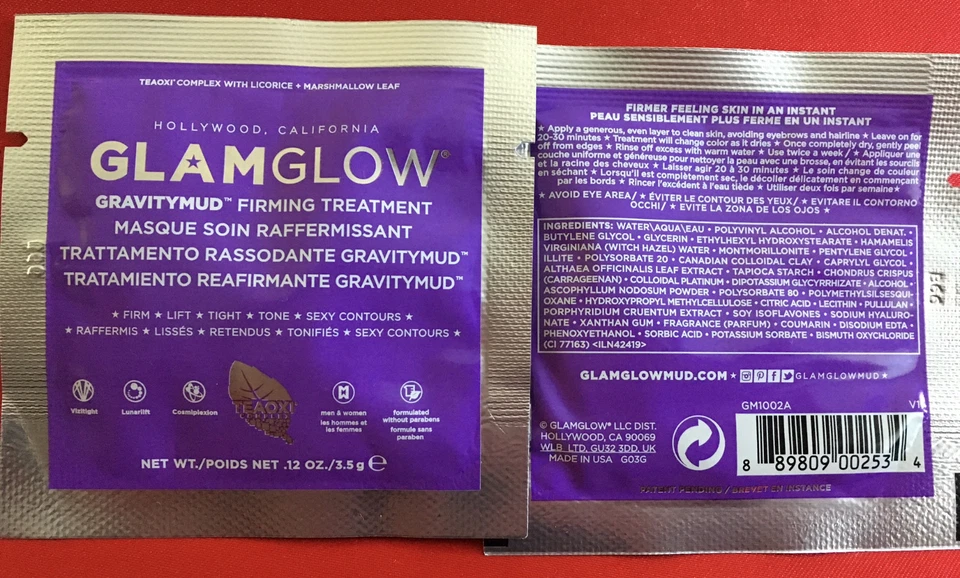 TEAOXI™ COMPLEX WITH LICORICE + MARSHMALLOW LEAF
HOLLYWOOD, CALIFORNIA
GLAMGLOW®
GRAVITYMUD™ FIRMING TREATMENT
MASQUE SOIN RAFFERMISSANT
TRATTAMENTO RASSODANTE GRAVITYMUD™
TRATAMIENTO REAFIRMANTE GRAVITYMUD™
★ FIRM ★ LIFT ★ TIGHT ★ TONE ★ SEXY CONTOURS ★
★ RAFFERMIS ★ LISSÉS ★ RETENDUS ★ TONIFIÉS ★ SEXY CONTOURS ★
Vizitight
Lunarlift
Cosmiplexion
TEAOXI
COMPLEX
men & women
les hommes et
les femmes
formulated
without parabens
formule sans
paraben
NET WT./POIDS NET .12 OZ./3.5 g ℮
FIRMER FEELING SKIN IN AN INSTANT
PEAU SENSIBLEMENT PLUS FERME EN UN INSTANT
★ Apply a generous, even layer to clean skin, avoiding eyebrows and hairline ★ Leave on for
20-30 minutes ★ Treatment will change color as it dries ★ Once completely dry, gently peel
off from edges ★ Rinse off excess with warm water ★ Use twice a week / ★ Appliquer une
couche uniforme et généreuse pour nettoyer la peau avec une brosse, en évitant les sourcils
et la racine des cheveux ★ Laisser agir 20 à 30 minutes ★ Le soin change de couleur
en séchant ★ Lorsqu'il est complètement sec, le décoller délicatement en commençant
par les bords ★ Rincer l'excédent à l'eau tiède ★ Utiliser deux fois par semaine★
★ AVOID EYE AREA/ ★ ÉVITER LE CONTOUR DES YEUX/ ★ EVITARE IL CONTORNO
OCCHI/ ★ EVITE LA ZONA DE LOS OJOS ★
INGREDIENTS: WATER\AQUA\EAU • POLYVINYL ALCOHOL • ALCOHOL DENAT. •
BUTYLENE GLYCOL • GLYCERIN • ETHYLHEXYL HYDROXYSTEARATE • HAMAMELIS
VIRGINIANA (WITCH HAZEL) WATER • MONTMORILLONITE • PENTYLENE GLYCOL •
ILLITE • POLYSORBATE 20 • CANADIAN COLLOIDAL CLAY • CAPRYLYL GLYCOL •
ALTHAEA OFFICINALIS LEAF EXTRACT • TAPIOCA STARCH • CHONDRUS CRISPUS
(CARRAGEENAN) • COLLOIDAL PLATINUM • DIPOTASSIUM GLYCYRRHIZATE • ALCOHOL •
ASCOPHYLLUM NODOSUM POWDER • POLYSORBATE 80 • POLYMETHYLSILSESQUI-
OXANE • HYDROXYPROPYL METHYLCELLULOSE • CITRIC ACID • LECITHIN • PULLULAN •
PORPHYRIDIUM CRUENTUM EXTRACT • SOY ISOFLAVONES • SODIUM HYALURO-
NATE • XANTHAN GUM • FRAGRANCE (PARFUM) • COUMARIN • DISODIUM EDTA •
PHENOXYETHANOL • SORBIC ACID • POTASSIUM SORBATE • BISMUTH OXYCHLORIDE
(CI 77163) <ILN42419>
GLAMGLOWMUD.COM ★ GLAMGLOWMUD ★
GM1002A
© GLAMGLOW® LLC DIST.
HOLLYWOOD, CA 90069
WLB LTD, GU32 3DD, UK
MADE IN USA G03G
8 89809 00253 4
PATENT PENDING / BREVET EN INSTANCE